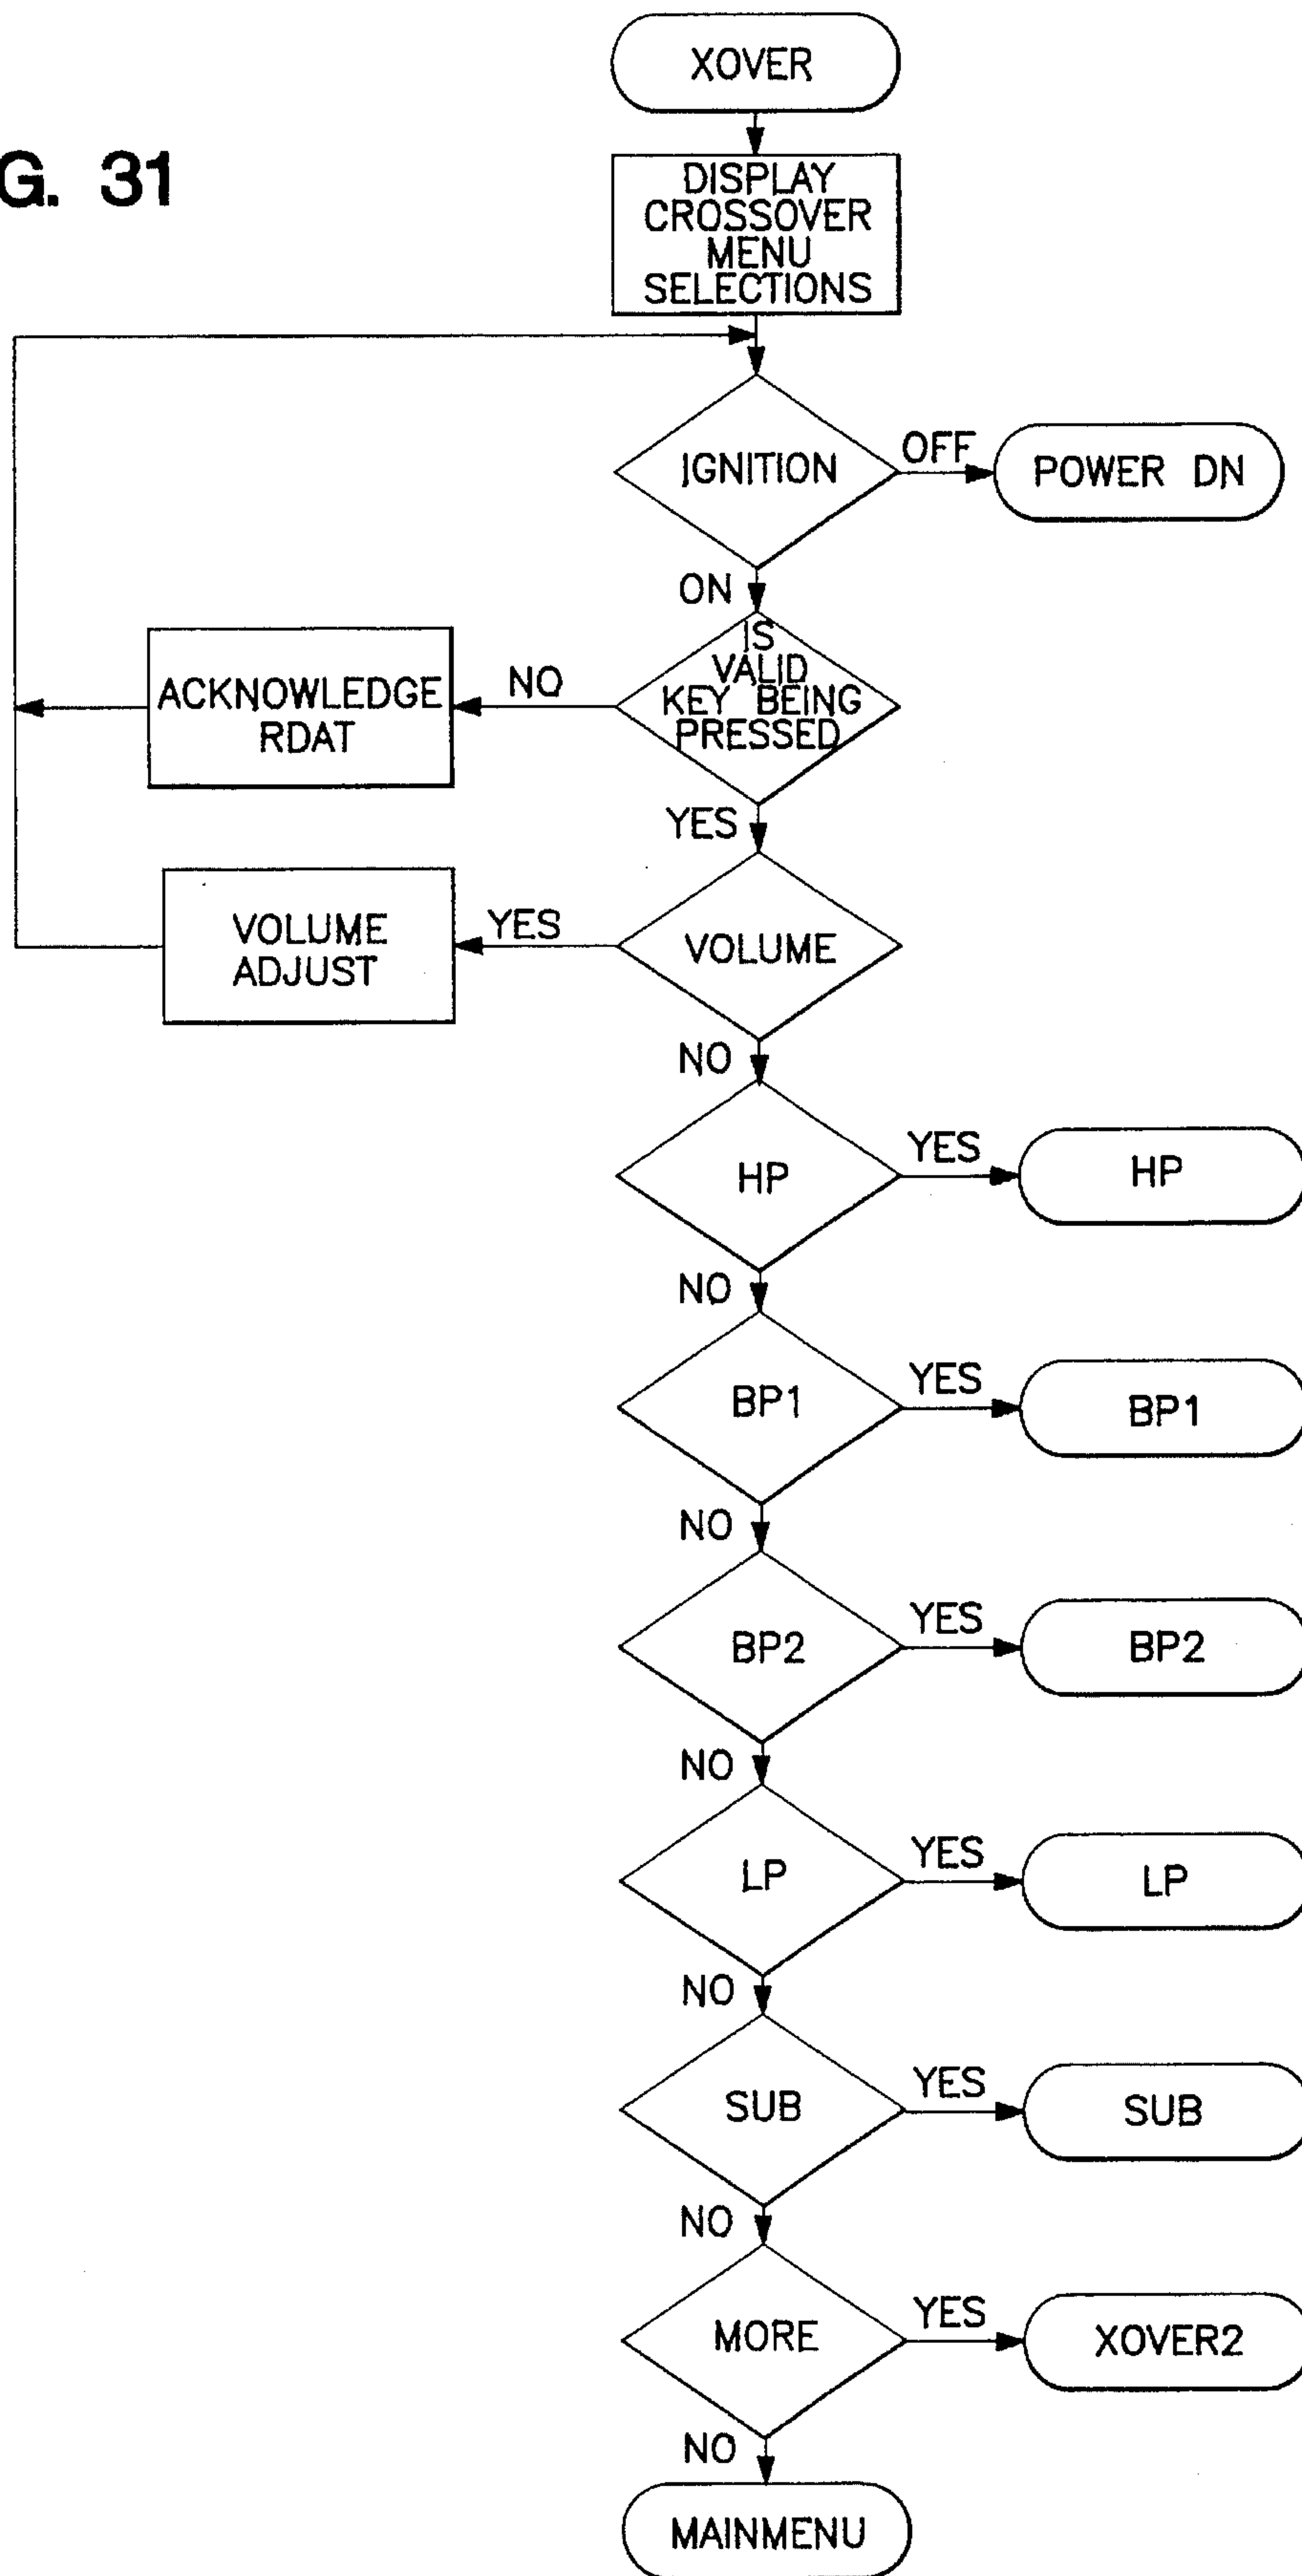 XOVER
G. 31
DISPLAY
CROSSOVER
MENU
SELECTIONS
IGNITION
OFF
POWER DN
ON
IS
VALID
KEY BEING
PRESSED
NO
ACKNOWLEDGE
RDAT
YES
VOLUME
YES
VOLUME
ADJUST
NO
HP
YES
HP
NO
BP1
YES
BP1
NO
BP2
YES
BP2
NO
LP
YES
LP
NO
SUB
YES
SUB
NO
MORE
YES
XOVER2
NO
MAINMENU